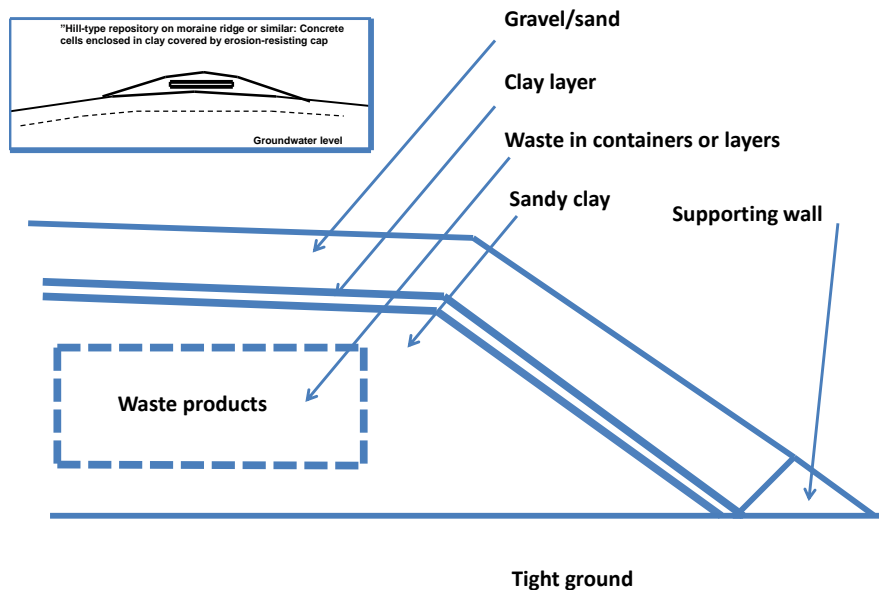 "Hill-type repository on moraine ridge or similar: Concrete
cells enclosed in clay covered by erosion-resisting cap
Groundwater level
Gravel/sand
Clay layer
Waste in containers or layers
Sandy clay
Supporting wall
Waste products
Tight ground